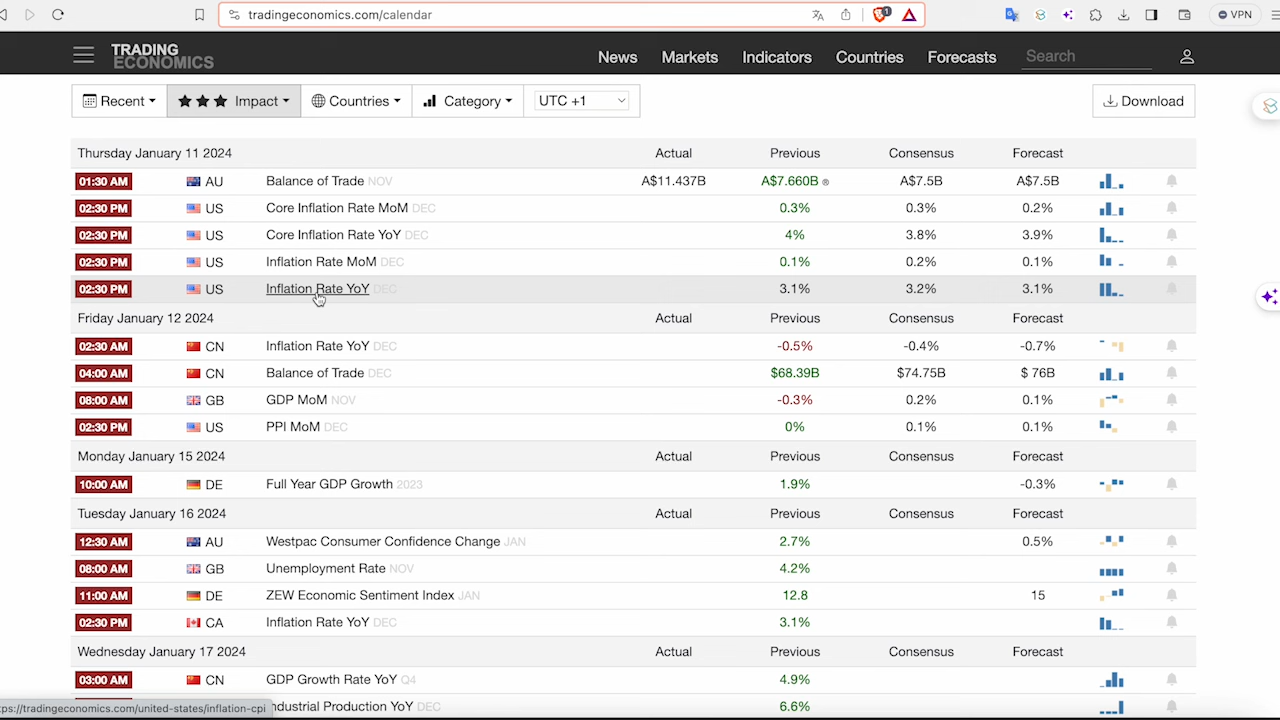 tradingeconomics.com/calendar 1 VPN
TRADING ECONOMICS News Markets Indicators Countries Forecasts Search
Recent Impact Countries Category UTC +1 Download
Thursday January 11 2024 Actual Previous Consensus Forecast
01:30 AM AU Balance of Trade NOV A$11.437B A$7.660B ® A$7.5B A$7.5B
02:30 PM US Core Inflation Rate MoM DEC 0.3% 0.3% 0.2%
02:30 PM US Core Inflation Rate YoY DEC 4% 3.8% 3.9%
02:30 PM US Inflation Rate MoM DEC 0.1% 0.2% 0.1%
02:30 PM US Inflation Rate YoY DEC 3.1% 3.2% 3.1%
Friday January 12 2024 Actual Previous Consensus Forecast
02:30 AM CN Inflation Rate YoY DEC -0.5% -0.4% -0.7%
04:00 AM CN Balance of Trade DEC $68.39B $74.75B $ 76B
08:00 AM GB GDP MoM NOV -0.3% 0.2% 0.1%
02:30 PM US PPI MoM DEC 0% 0.1% 0.1%
Monday January 15 2024 Actual Previous Consensus Forecast
10:00 AM DE Full Year GDP Growth 2023 1.9% -0.3%
Tuesday January 16 2024 Actual Previous Consensus Forecast
12:30 AM AU Westpac Consumer Confidence Change JAN 2.7% 0.5%
08:00 AM GB Unemployment Rate NOV 4.2%
11:00 AM DE ZEW Economic Sentiment Index JAN 12.8 15
02:30 PM CA Inflation Rate YoY DEC 3.1%
Wednesday January 17 2024 Actual Previous Consensus Forecast
03:00 AM CN GDP Growth Rate YoY Q4 4.9%
ndustrial Production YoY DEC 6.6%
tps://tradingeconomics.com/united-states/inflation-cpi